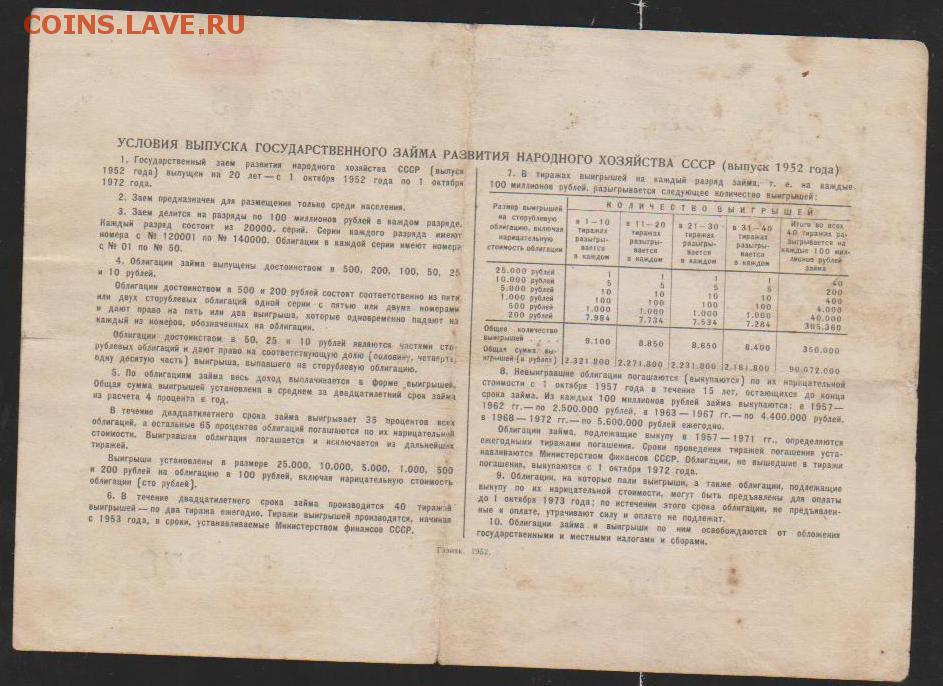 COINS.LAVE.RU
УСЛОВИЯ ВЫПУСКА ГОСУДАРСТВЕННОГО ЗАЙМА РАЗВИТИЯ НАРОДНОГО ХОЗЯЙСТВА СССР (выпуск 1952 года)
1. Государственный заем развития народного хозяйства СССР (выпуск
1952 года) выпущен на 20 лет — с 1 октября 1952 года по 1 октября
1972 года.
2. Заем предназначен для размещения только среди населения.
3. Заем делится на разряды по 100 миллионов рублей в каждом разряде.
Каждый разряд состоит из 20000. серий. Серии каждого разряда имеют
номера с № 120001 по № 140000. Облигации в каждой серии имеют номера
с № 01 по № 50.
4. Облигации займа выпущены достоинством в 500, 200, 100, 50, 25
и 10 рублей.
Облигации достоинством в 500 и 200 рублей состоят соответственно из пяти
или двух сторублевых облигаций одной серии с пятью или двумя номерами
и дают право на пять или два выигрыша, которые одновременно падают на
каждый из номеров, обозначенных на облигации.
Облигации достоинством в 50, 25 и 10 рублей являются частями сто-
рублевых облигаций и дают право на соответствующую долю (половину, четверть,
одну десятую часть) выигрыша, выпавшего на сторублевую облигацию.
5. По облигациям займа весь доход выплачивается в форме выигрышей.
Общая сумма выигрышей установлена в среднем за двадцатилетний срок займа
из расчета 4 процента в год.
В течение двадцатилетнего срока займа выигрывает 35 процентов всех
облигаций, а остальные 65 процентов облигаций погашаются по их нарицательной
стоимости. Выигравшая облигация погашается и исключается из дальнейших
тиражей.
Выигрыши установлены в размере 25.000, 10.000, 5.000, 1.000, 500
и 200 рублей на облигацию в 100 рублей, включая нарицательную стоимость
облигации (сто рублей).
6. В течение двадцатилетнего срока займа производится 40 тиражей
выигрышей — по два тиража ежегодно. Тиражи выигрышей производятся, начиная
с 1953 года, в сроки, устанавливаемые Министерством финансов СССР.
7. В тиражах выигрышей на каждый разряд займа, т. е. на каждые
100 миллионов рублей, разыгрывается следующее количество выигрышей:
Размер выигрышей на сторублевую облигацию, включая нарицательную стоимость облигации
КОЛИЧЕСТВО ВЫИГРЫШЕЙ
в 1—10 тиражах разыгры-вается в каждом
в 11—20 тиражах разыгры-вается в каждом
в 21—30 тиражах разыгры-вается в каждом
в 31—40 тиражах разыгры-вается в каждом
Итого во всех 40 тиражах ра-зыгрывается на каждые 100 мил-лионов рублей займа
25.000 рублей 1 1 1 1 40
10.000 рублей 5 5 5 5 200
5.000 рублей 10 10 10 10 400
1.000 рублей 100 100 100 100 4.000
500 рублей 1.000 1.000 1.000 1.000 40.000
200 рублей 7.984 7.734 7.534 7.284 305.360
Общее количество выигрышей 9.100 8.850 8.650 8.400 350.000
Общая сумма вы-игрышей (в рублях) 2.321.800 2.271.800 2.231.800 2.181.800 90.072.000
8. Невыигравшие облигации погашаются (выкупаются) по их нарицательной
стоимости с 1 октября 1957 года в течение 15 лет, остающихся до конца
срока займа. Из каждых 100 миллионов рублей займа выкупаются: в 1957—
1962 гг.— по 2.500.000 рублей, в 1963—1967 гг.— по 4.400.000 рублей,
в 1968—1972 гг.— по 5.600.000 рублей ежегодно.
Облигации займа, подлежащие выкупу в 1957—1971 гг., определяются
ежегодными тиражами погашения. Сроки проведения тиражей погашения уста-
навливаются Министерством финансов СССР. Облигации, не вышедшие в тиражи
погашения, выкупаются с 1 октября 1972 года.
9. Облигации, на которые пали выигрыши, а также облигации, подлежащие
выкупу по их нарицательной стоимости, могут быть предъявлены для оплаты
до 1 октября 1973 года; по истечении этого срока облигации, не предъявлен-
ные к оплате, утрачивают силу и оплате не подлежат.
10. Облигации займа и выигрыши по ним освобождаются от обложения
государственными и местными налогами и сборами.
Гознак. 1952.